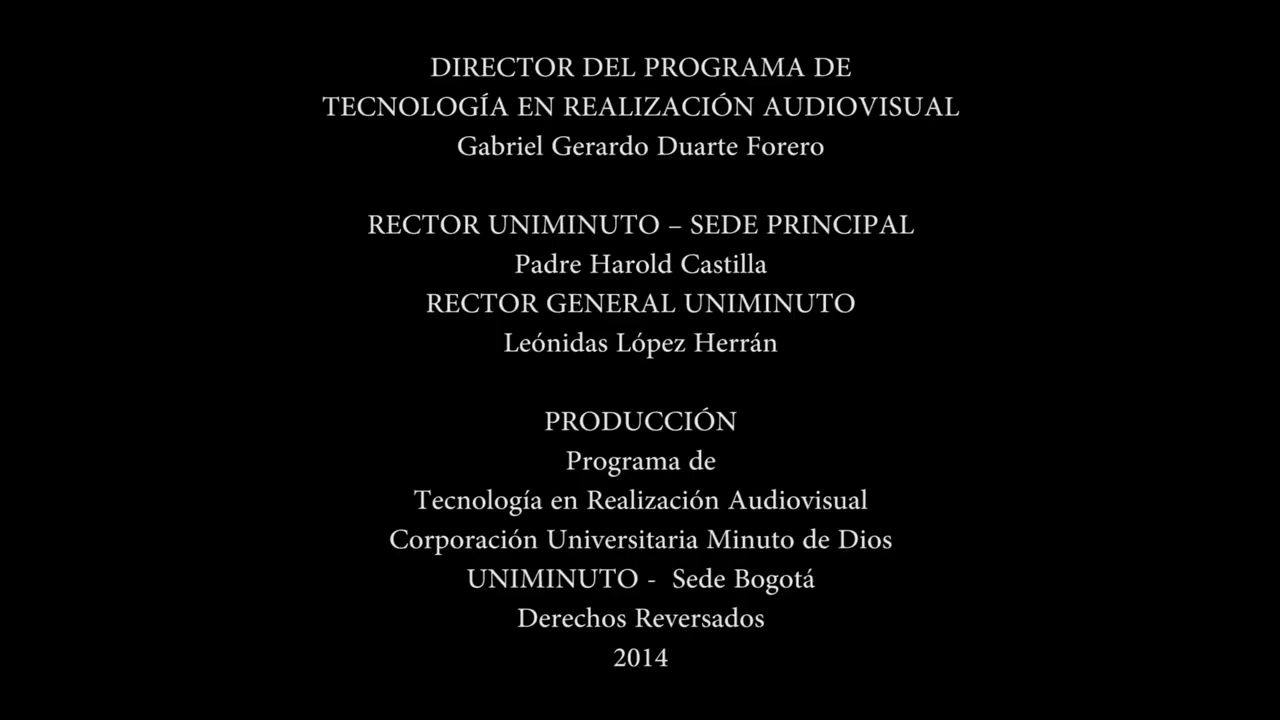 DIRECTOR DEL PROGRAMA DE
TECNOLOGÍA EN REALIZACIÓN AUDIOVISUAL
Gabriel Gerardo Duarte Forero
RECTOR UNIMINUTO – SEDE PRINCIPAL
Padre Harold Castilla
RECTOR GENERAL UNIMINUTO
Leónidas López Herrán
PRODUCCIÓN
Programa de
Tecnología en Realización Audiovisual
Corporación Universitaria Minuto de Dios
UNIMINUTO -  Sede Bogotá
Derechos Reversados
2014